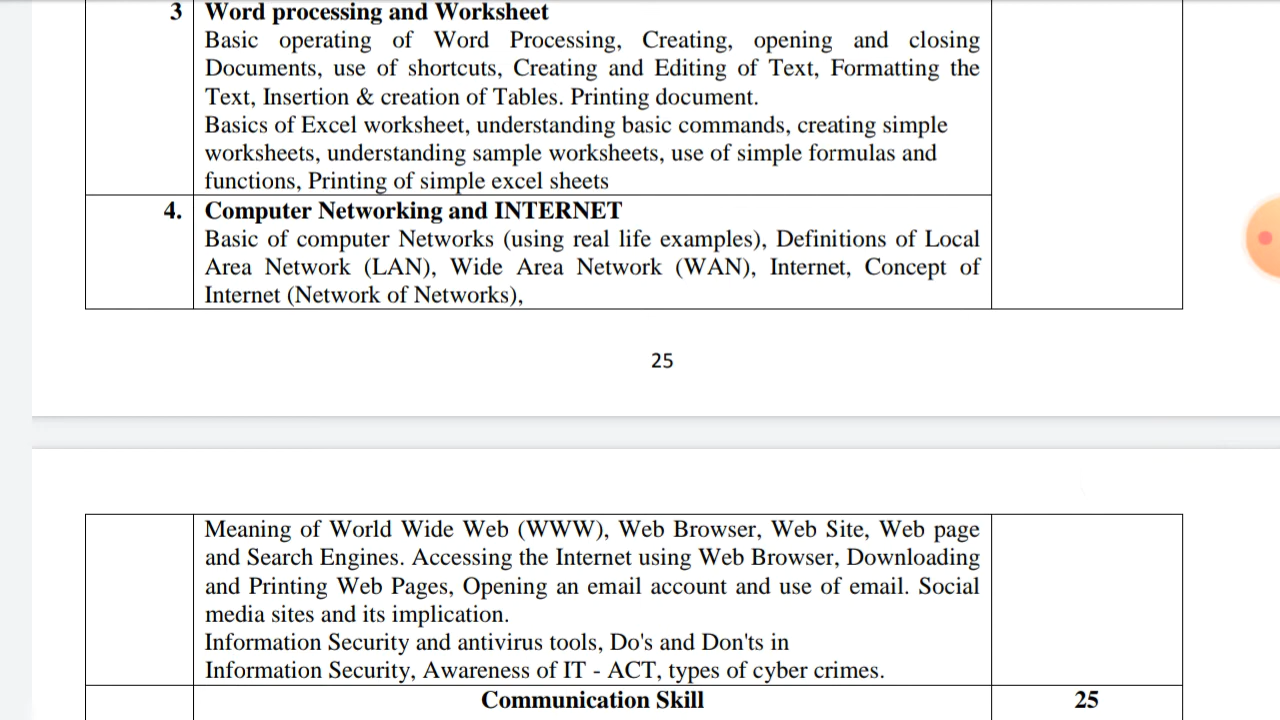 3 Word processing and Worksheet
Basic operating of Word Processing, Creating, opening and closing
Documents, use of shortcuts, Creating and Editing of Text, Formatting the
Text, Insertion & creation of Tables. Printing document.
Basics of Excel worksheet, understanding basic commands, creating simple
worksheets, understanding sample worksheets, use of simple formulas and
functions, Printing of simple excel sheets
4. Computer Networking and INTERNET
Basic of computer Networks (using real life examples), Definitions of Local
Area Network (LAN), Wide Area Network (WAN), Internet, Concept of
Internet (Network of Networks),
25
Meaning of World Wide Web (WWW), Web Browser, Web Site, Web page
and Search Engines. Accessing the Internet using Web Browser, Downloading
and Printing Web Pages, Opening an email account and use of email. Social
media sites and its implication.
Information Security and antivirus tools, Do's and Don'ts in
Information Security, Awareness of IT - ACT, types of cyber crimes.
Communication Skill 25